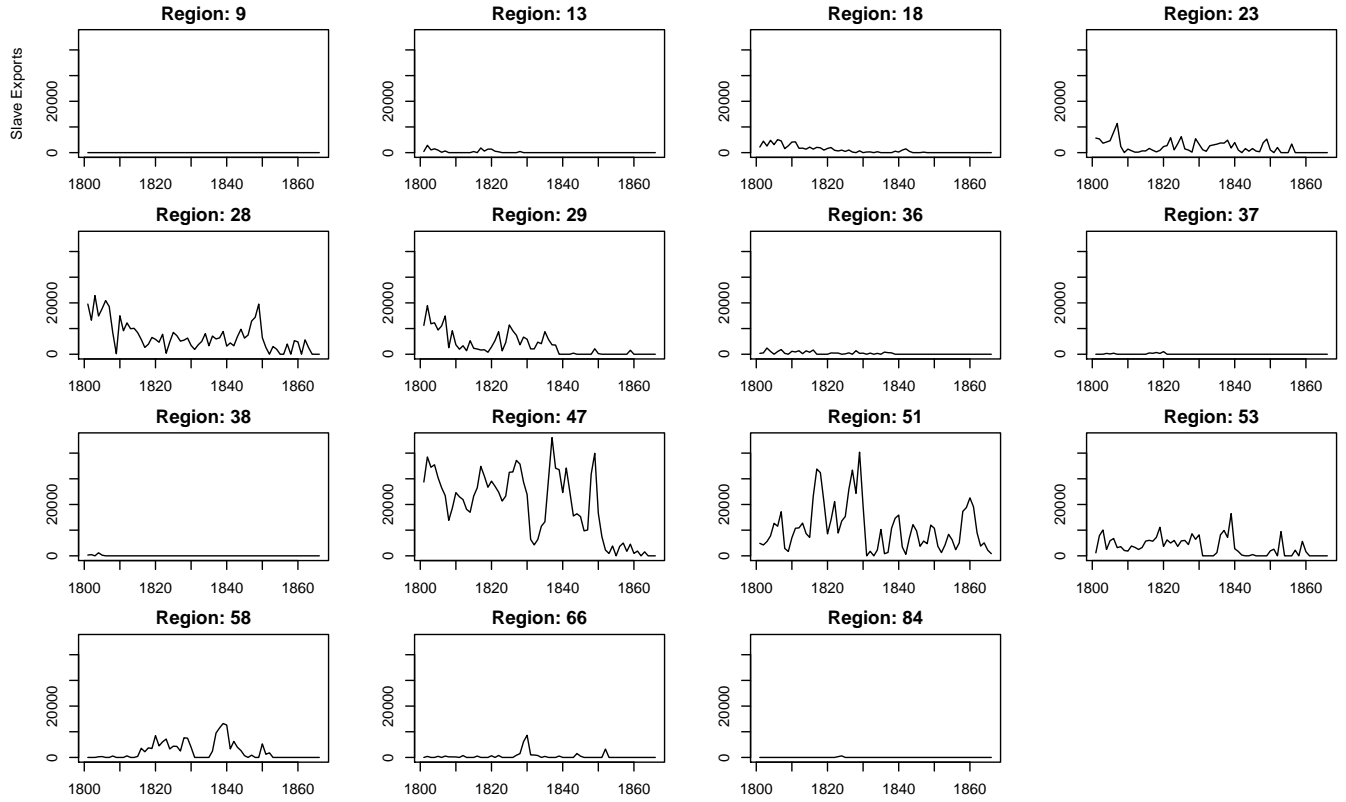 Region: 9 Region: 13 Region: 18 Region: 23
Slave Exports
20000 20000 20000 20000
0 0 0 0
1800 1820 1840 1860 1800 1820 1840 1860 1800 1820 1840 1860 1800 1820 1840 1860
Region: 28 Region: 29 Region: 36 Region: 37
20000 20000 20000 20000
0 0 0 0
1800 1820 1840 1860 1800 1820 1840 1860 1800 1820 1840 1860 1800 1820 1840 1860
Region: 38 Region: 47 Region: 51 Region: 53
20000 20000 20000 20000
0 0 0 0
1800 1820 1840 1860 1800 1820 1840 1860 1800 1820 1840 1860 1800 1820 1840 1860
Region: 58 Region: 66 Region: 84
20000 20000 20000
0 0 0
1800 1820 1840 1860 1800 1820 1840 1860 1800 1820 1840 1860